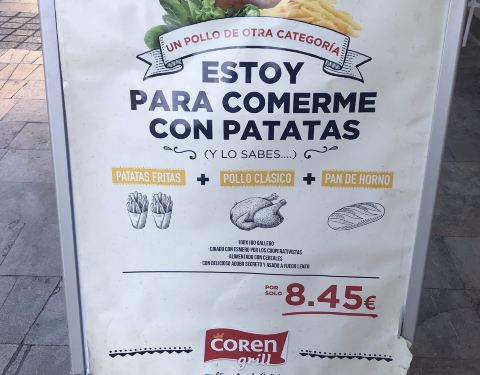 UN POLLO DE OTRA CATEGORÍA
ESTOY
PARA COMERME
CON PATATAS
(Y LO SABES....)
PATATAS FRITAS + POLLO CLÁSICO + PAN DE HORNO
100X100 GALLEGO
· CRIADO CON ESMERO POR LOS COOPERATIVISTAS
· ALIMENTADO CON CEREALES
· CON DELICIOSO ADOBO SECRETO Y ASADO A FUEGO LENTO
POR SOLO 8.45€
COREN
grill